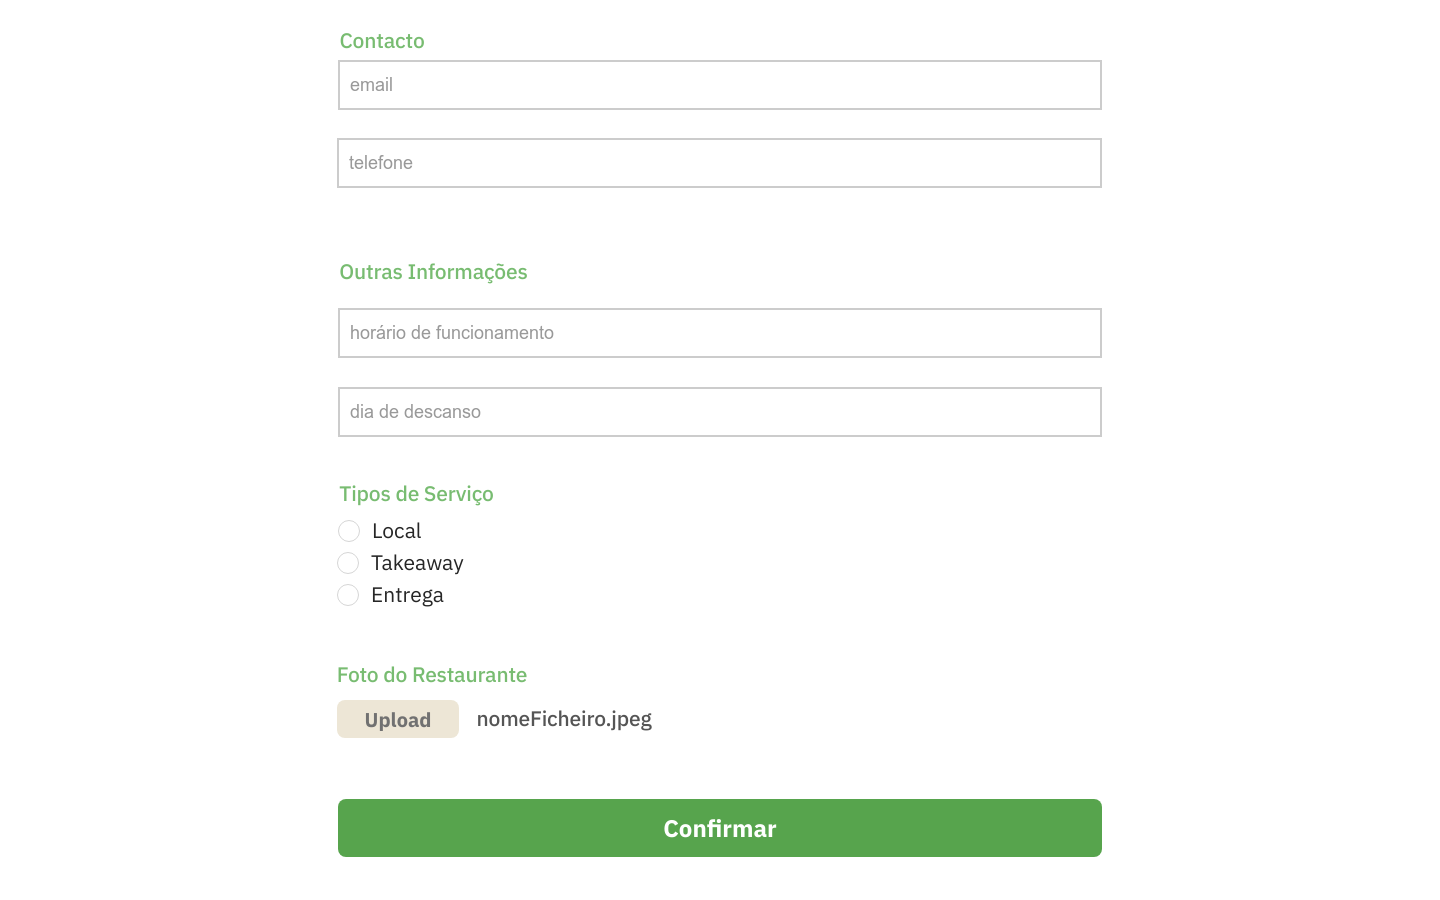 Contacto
email
telefone
Outras Informações
horário de funcionamento
dia de descanso
Tipos de Serviço
Local
Takeaway
Entrega
Foto do Restaurante
Upload nomeFicheiro.jpeg
Confirmar